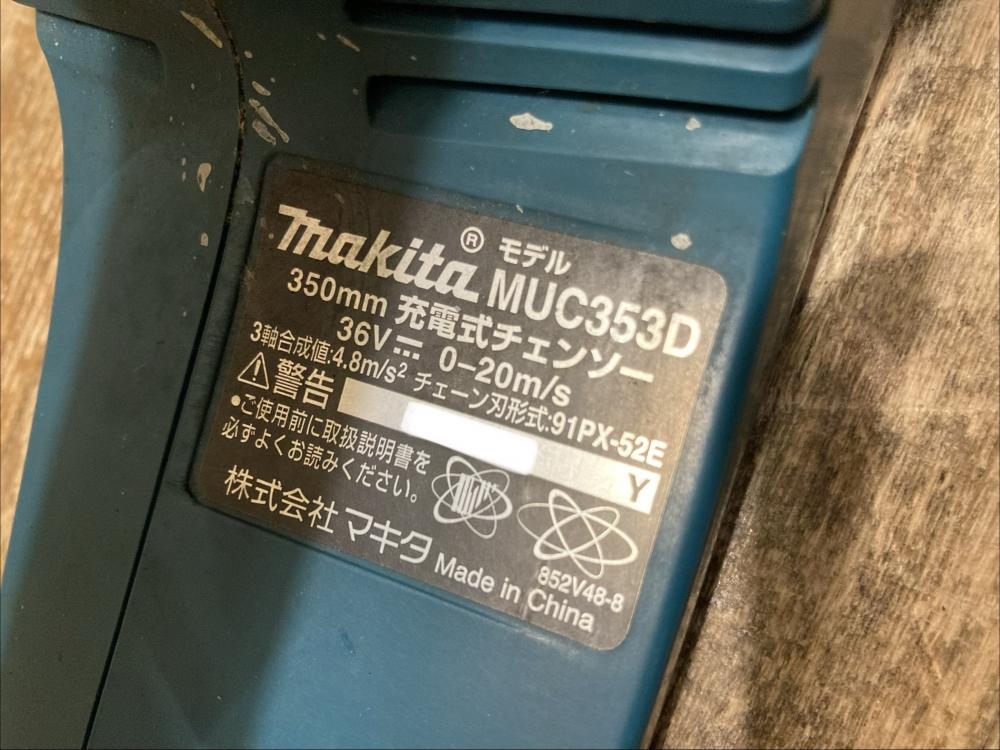 makita® モデル MUC353D
350mm 充電式チェンソー
36V⎓ 0-20m/s
3軸合成値:4.8m/s² チェーン刃形式:91PX-52E
⚠警告
Y
●ご使用前に取扱説明書を
必ずよくお読みください。
株式会社 マキタ Made in China
852V48-8